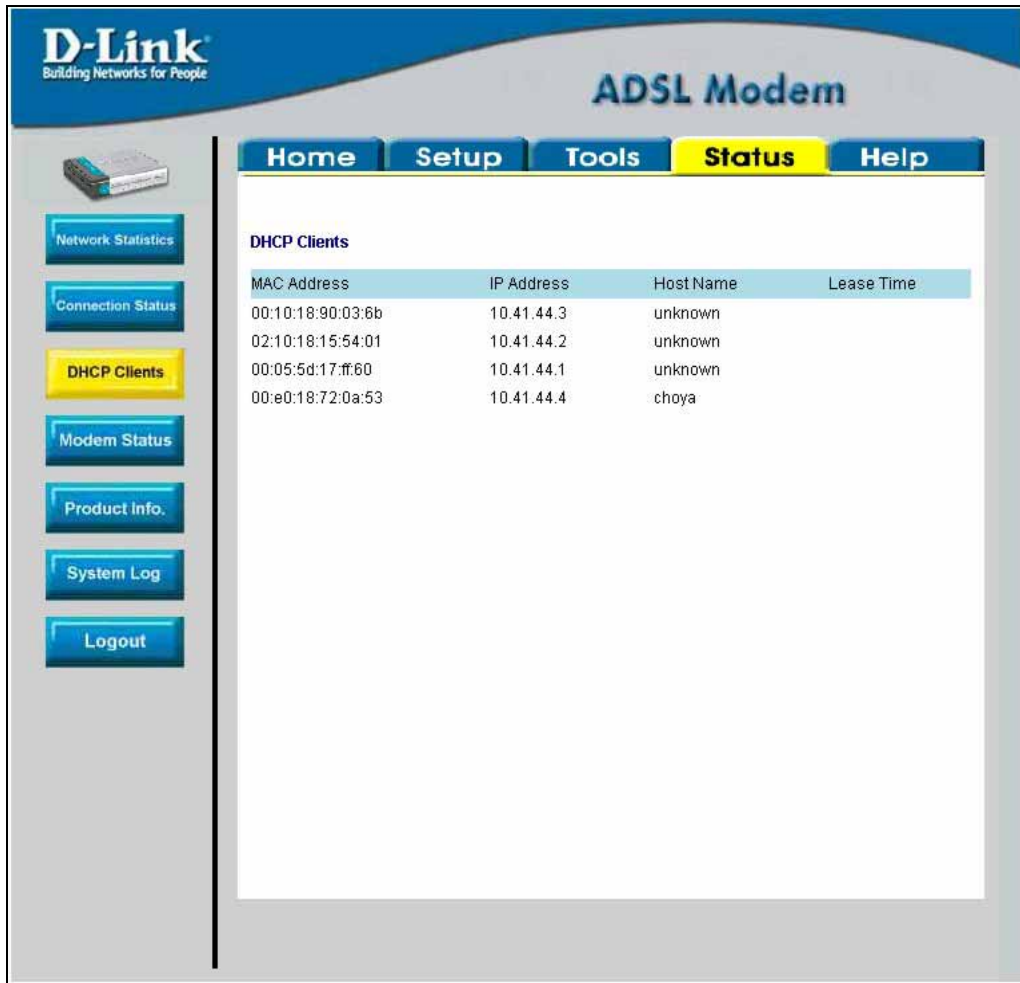 D-Link
Building Networks for People
ADSL Modem
Home Setup Tools Status Help
Network Statistics
Connection Status
DHCP Clients
Modem Status
Product Info.
System Log
Logout
DHCP Clients
MAC Address IP Address Host Name Lease Time
00:10:18:90:03:6b 10.41.44.3 unknown
02:10:18:15:54:01 10.41.44.2 unknown
00:05:5d:17:ff:60 10.41.44.1 unknown
00:e0:18:72:0a:53 10.41.44.4 choya